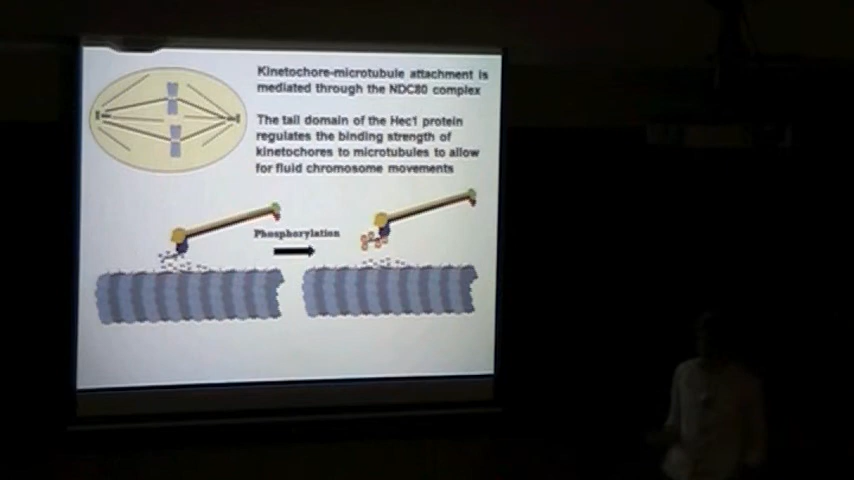 Kinetochore-microtubule attachment is
mediated through the NDC80 complex
The tail domain of the Hec1 protein
regulates the binding strength of
kinetochores to microtubules to allow
for fluid chromosome movements
Phosphorylation